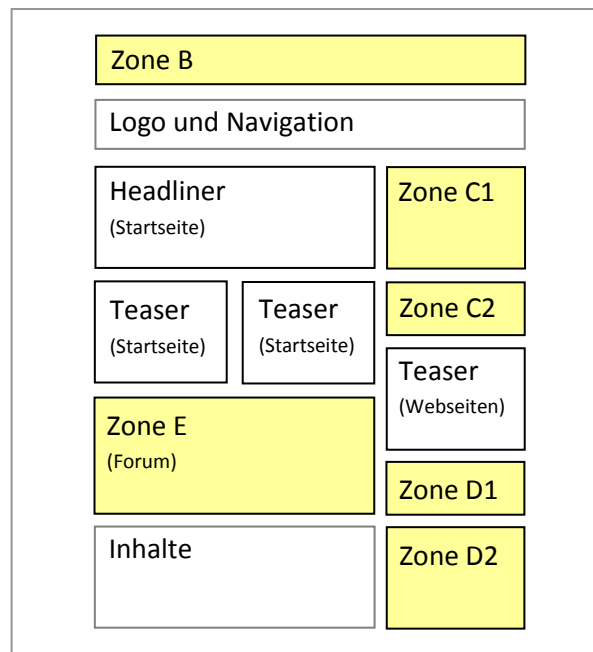 Zone B
Logo und Navigation
Headliner
(Startseite)
Zone C1
Teaser
(Startseite)
Teaser
(Startseite)
Zone C2
Teaser
(Webseiten)
Zone E
(Forum)
Zone D1
Inhalte
Zone D2